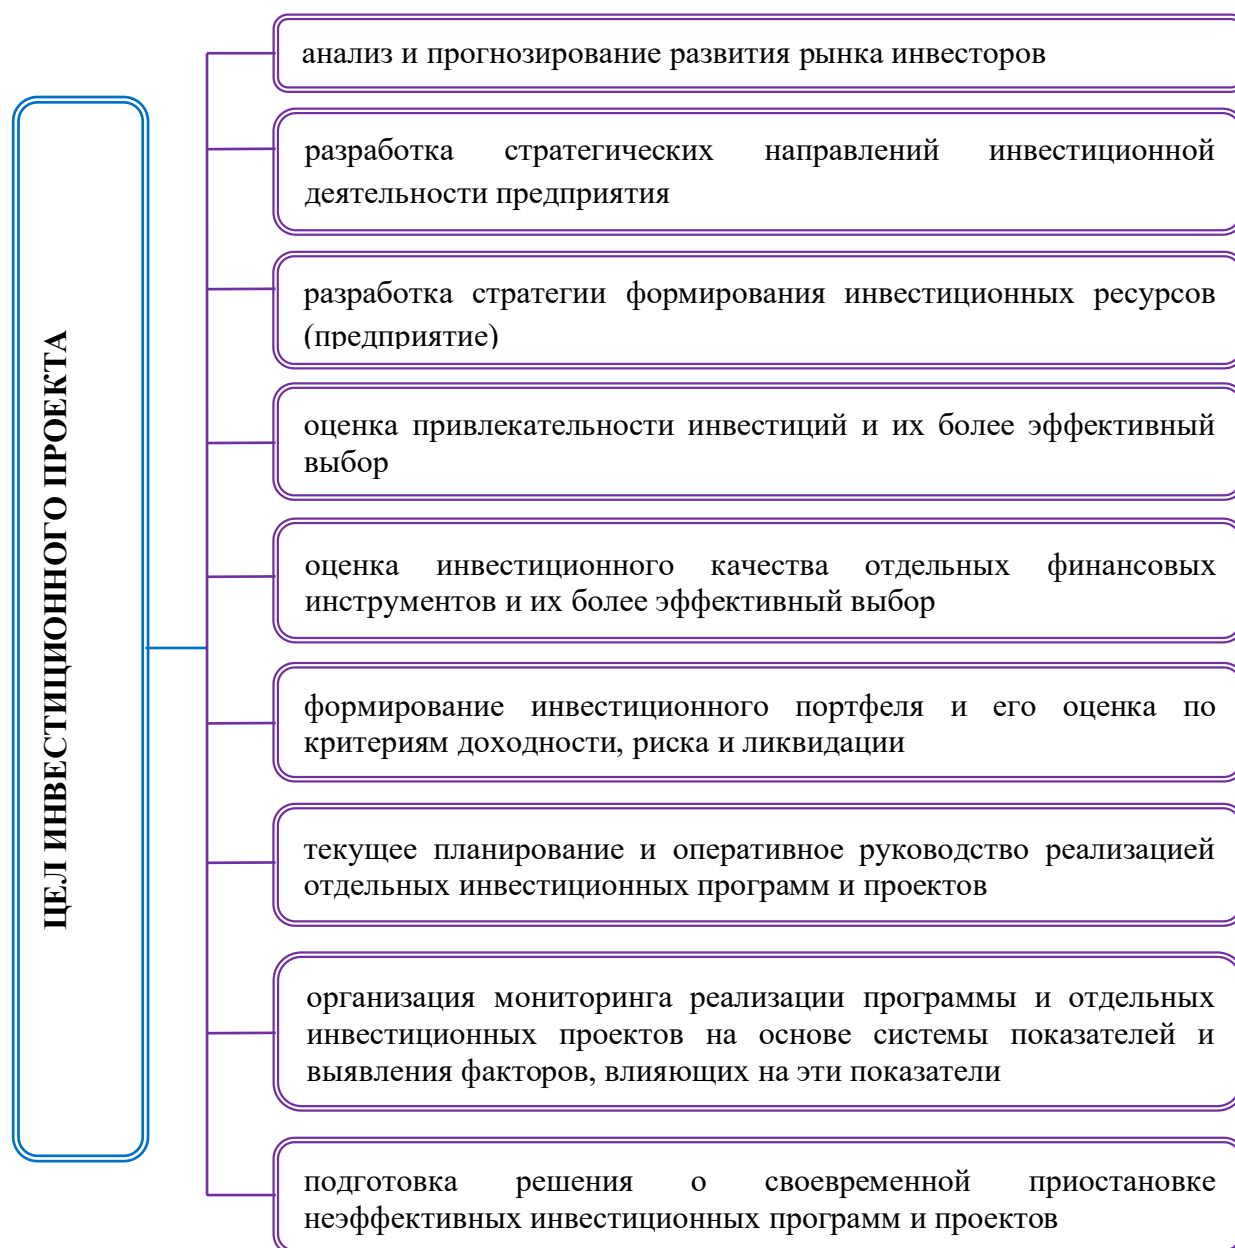 ЦЕЛ ИНВЕСТИЦИОННОГО ПРОЕКТА
анализ и прогнозирование развития рынка инвесторов
разработка стратегических направлений инвестиционной
деятельности предприятия
разработка стратегии формирования инвестиционных ресурсов
(предприятие)
оценка привлекательности инвестиций и их более эффективный
выбор
оценка инвестиционного качества отдельных финансовых
инструментов и их более эффективный выбор
формирование инвестиционного портфеля и его оценка по
критериям доходности, риска и ликвидации
текущее планирование и оперативное руководство реализацией
отдельных инвестиционных программ и проектов
организация мониторинга реализации программы и отдельных
инвестиционных проектов на основе системы показателей и
выявления факторов, влияющих на эти показатели
подготовка решения о своевременной приостановке
неэффективных инвестиционных программ и проектов